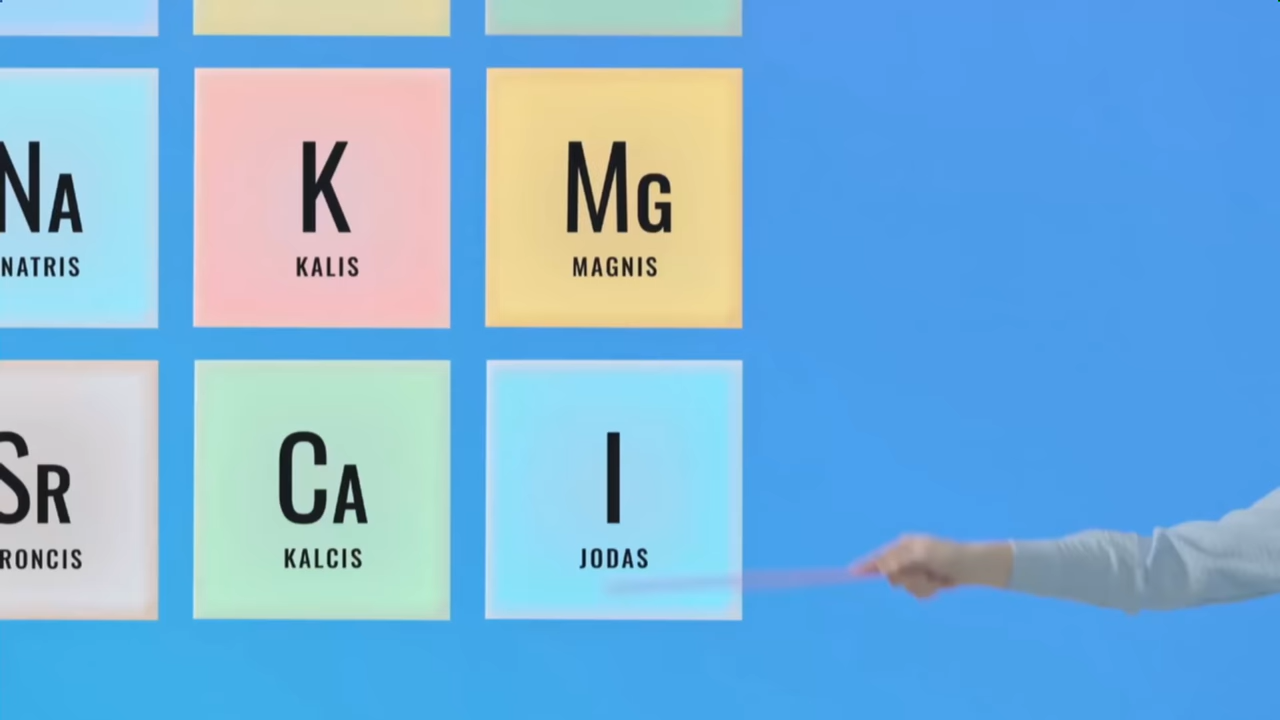 Na K Mg
NATRIS KALIS MAGNIS
Sr Ca I
RONCIS KALCIS JODAS